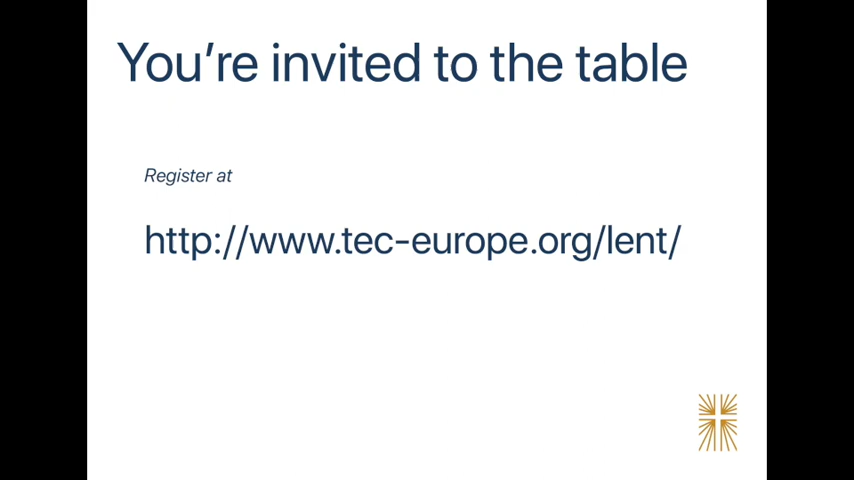 You’re invited to the table
Register at
http://www.tec-europe.org/lent/